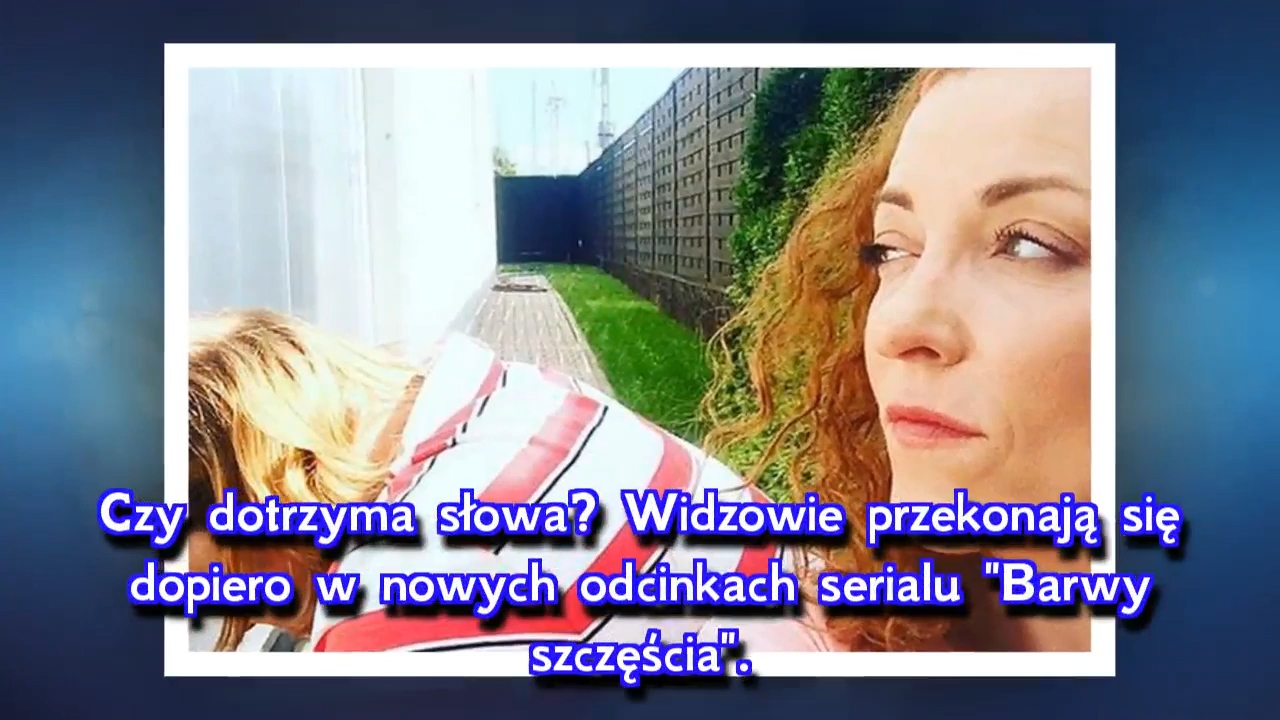 Czy dotrzyma słowa? Widzowie przekonają się
dopiero w nowych odcinkach serialu "Barwy
szczęścia".